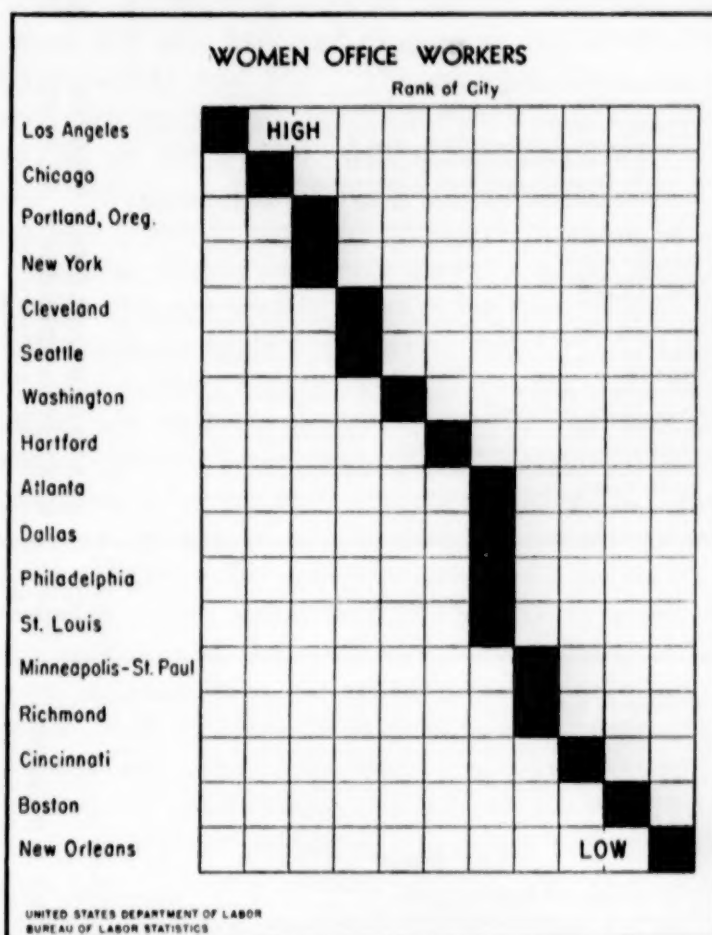 WOMEN OFFICE WORKERS
Rank of City
Los Angeles
HIGH
Chicago
Portland, Oreg.
New York
Cleveland
Seattle
Washington
Hartford
Atlanta
Dallas
Philadelphia
St. Louis
Minneapolis-St. Paul
Richmond
Cincinnati
Boston
New Orleans
LOW
UNITED STATES DEPARTMENT OF LABOR
BUREAU OF LABOR STATISTICS